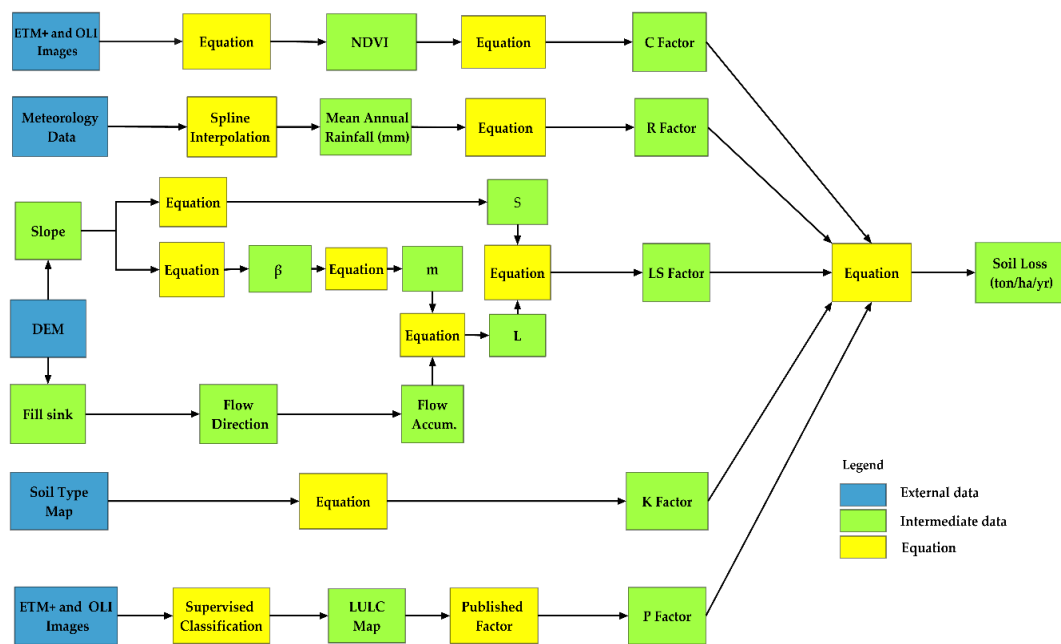 ETM+ and OLI
Images
Equation
NDVI
Equation
C Factor
Meteorology
Data
Spline
Interpolation
Mean Annual
Rainfall (mm)
Equation
R Factor
Slope
Equation
S
Equation
β
Equation
m
Equation
LS Factor
Equation
Soil Loss
(ton/ha/yr)
DEM
Equation
L
Fill sink
Flow
Direction
Flow
Accum.
Soil Type
Map
Equation
K Factor
Legend
External data
Intermediate data
Equation
ETM+ and OLI
Images
Supervised
Classification
LULC
Map
Published
Factor
P Factor